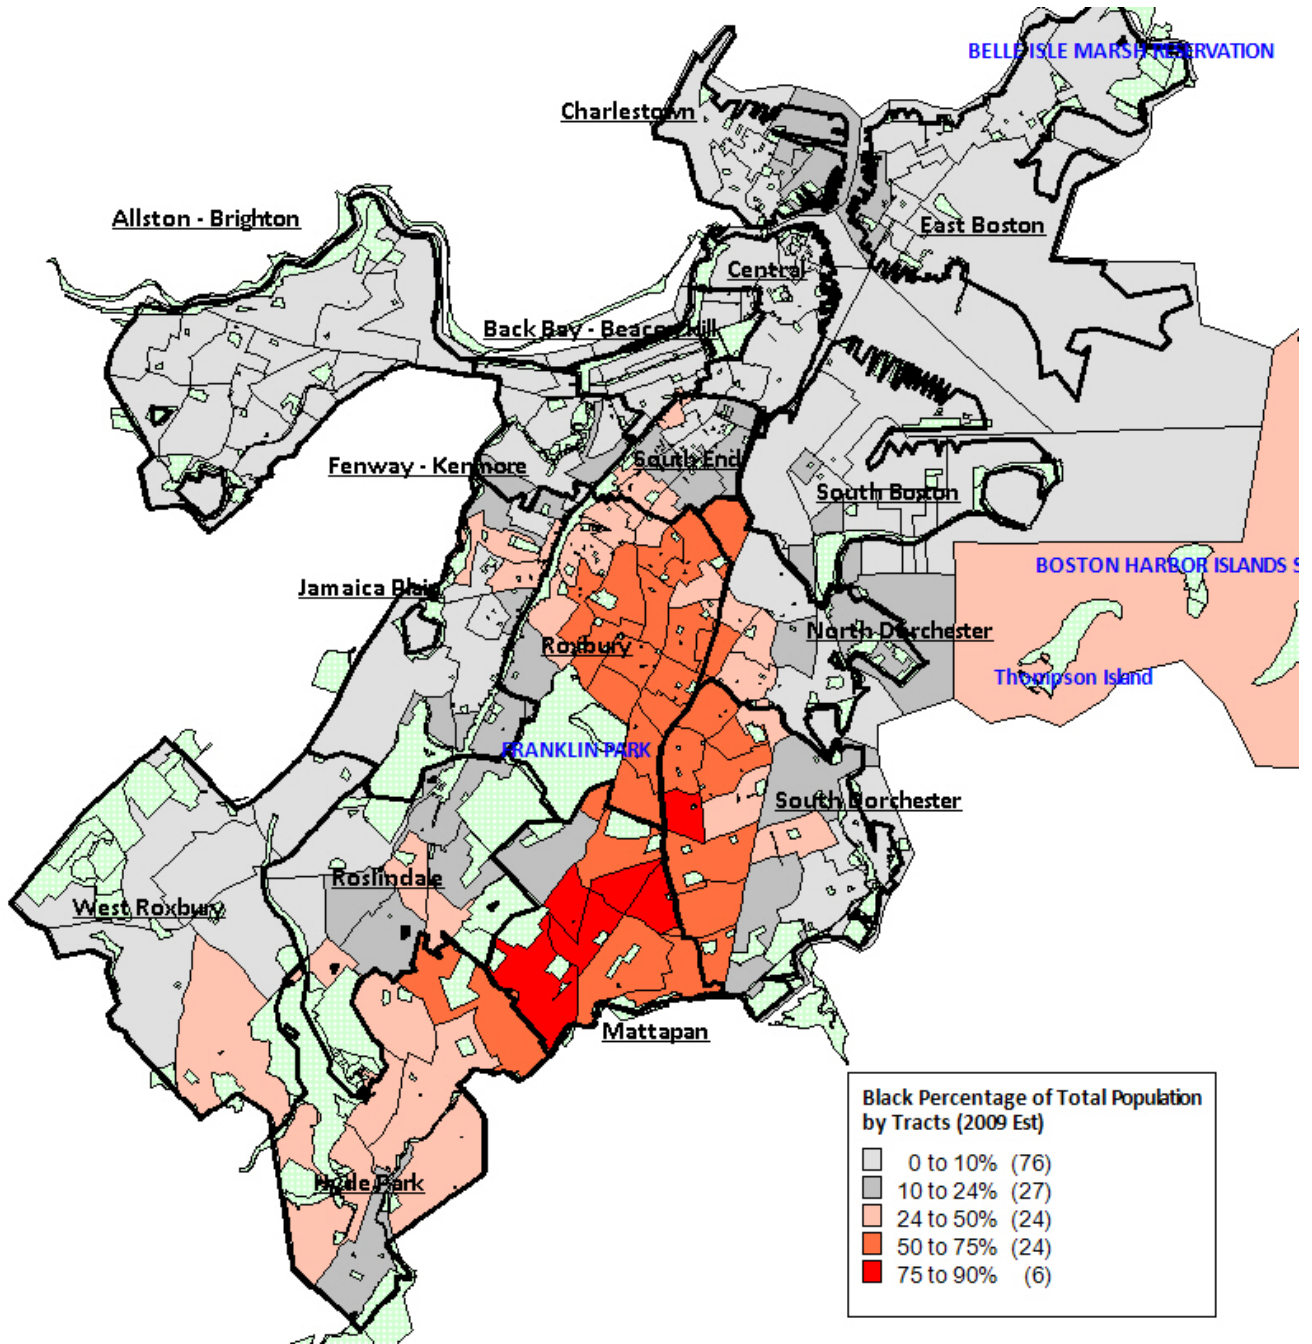 BELLE ISLE MARSH RESERVATION
Charlestown
Allston - Brighton
East Boston
Central
Back Bay - Beacon Hill
South End
Fenway - Kenmore
South Boston
BOSTON HARBOR ISLANDS S
Jamaica Plain
North Dorchester
Roxbury
Thompson Island
FRANKLIN PARK
South Dorchester
Roslindale
West Roxbury
Mattapan
Hyde Park
Black Percentage of Total Population
by Tracts (2009 Est)
0 to 10% (76)
10 to 24% (27)
24 to 50% (24)
50 to 75% (24)
75 to 90% (6)